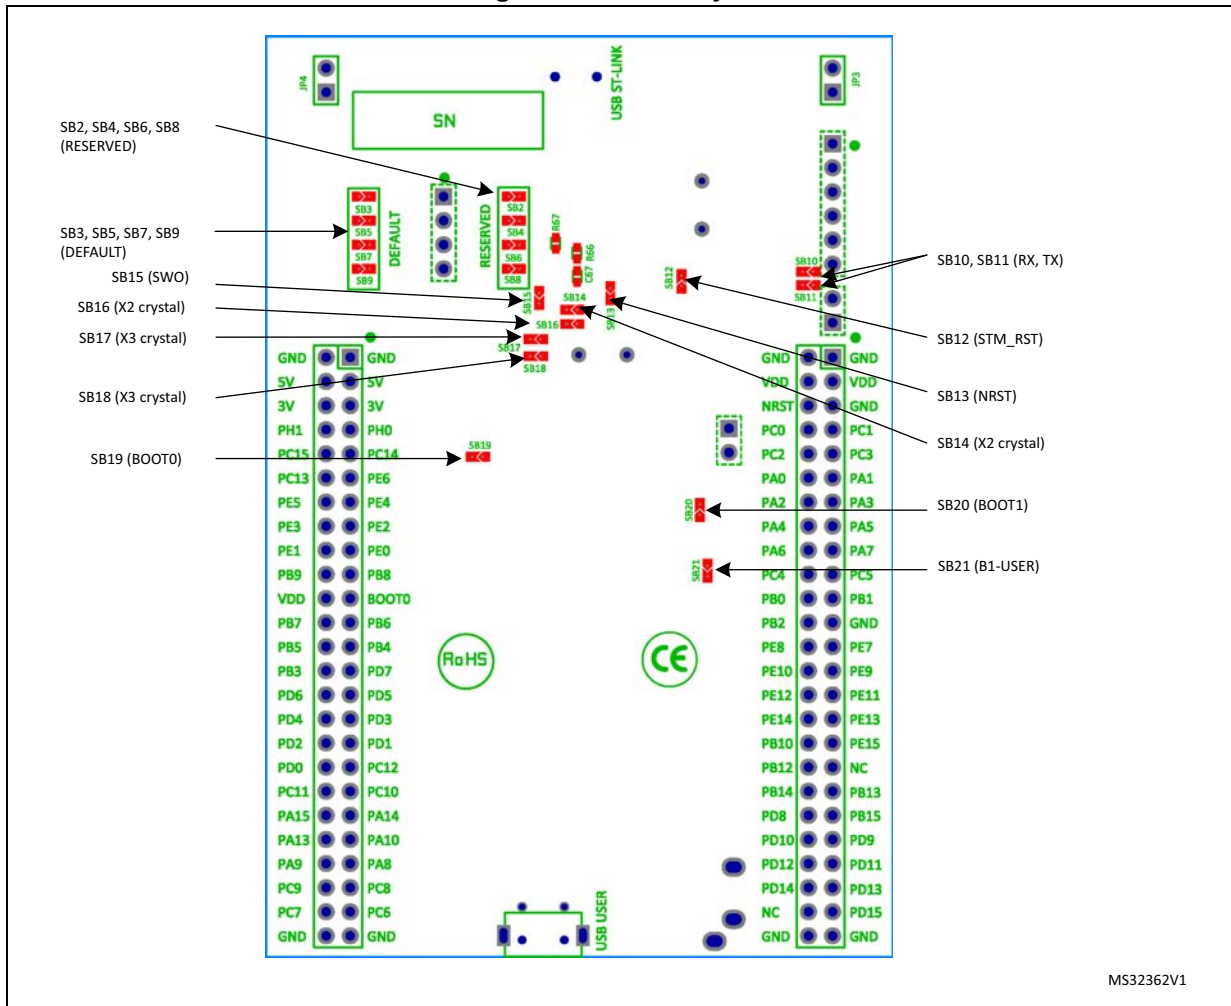 JP4
USB ST-LINK
JP3
SN
SB2, SB4, SB6, SB8
(RESERVED)
SB3, SB5, SB7, SB9
(DEFAULT)
SB15 (SWO)
SB16 (X2 crystal)
SB17 (X3 crystal)
SB18 (X3 crystal)
SB19 (BOOT0)
SB3
SB5
SB7
SB9
DEFAULT
RESERVED
SB2
SB4
SB6
SB8
R67
R66
C67
SB15
SB14
SB16
SB13
SB17
SB18
SB12
SB10
SB11
SB19
SB20
SB21
SB10, SB11 (RX, TX)
SB12 (STM_RST)
SB13 (NRST)
SB14 (X2 crystal)
SB20 (BOOT1)
SB21 (B1-USER)
GND GND GND GND
5V 5V VDD VDD
3V 3V NRST GND
PH1 PH0 PC0 PC1
PC15 PC14 PC2 PC3
PC13 PE6 PA0 PA1
PE5 PE4 PA2 PA3
PE3 PE2 PA4 PA5
PE1 PE0 PA6 PA7
PB9 PB8 PC4 PC5
VDD BOOT0 PB0 PB1
PB7 PB6 PB2 GND
PB5 PB4 PE8 PE7
PB3 PD7 PE10 PE9
PD6 PD5 PE12 PE11
PD4 PD3 PE14 PE13
PD2 PD1 PB10 PE15
PD0 PC12 PB12 NC
PC11 PC10 PB14 PB13
PA15 PA14 PD8 PB15
PA13 PA10 PD10 PD9
PA9 PA8 PD12 PD11
PC9 PC8 PD14 PD13
PC7 PC6 NC PD15
GND GND GND GND
RoHS
CE
USB USER
MS32362V1